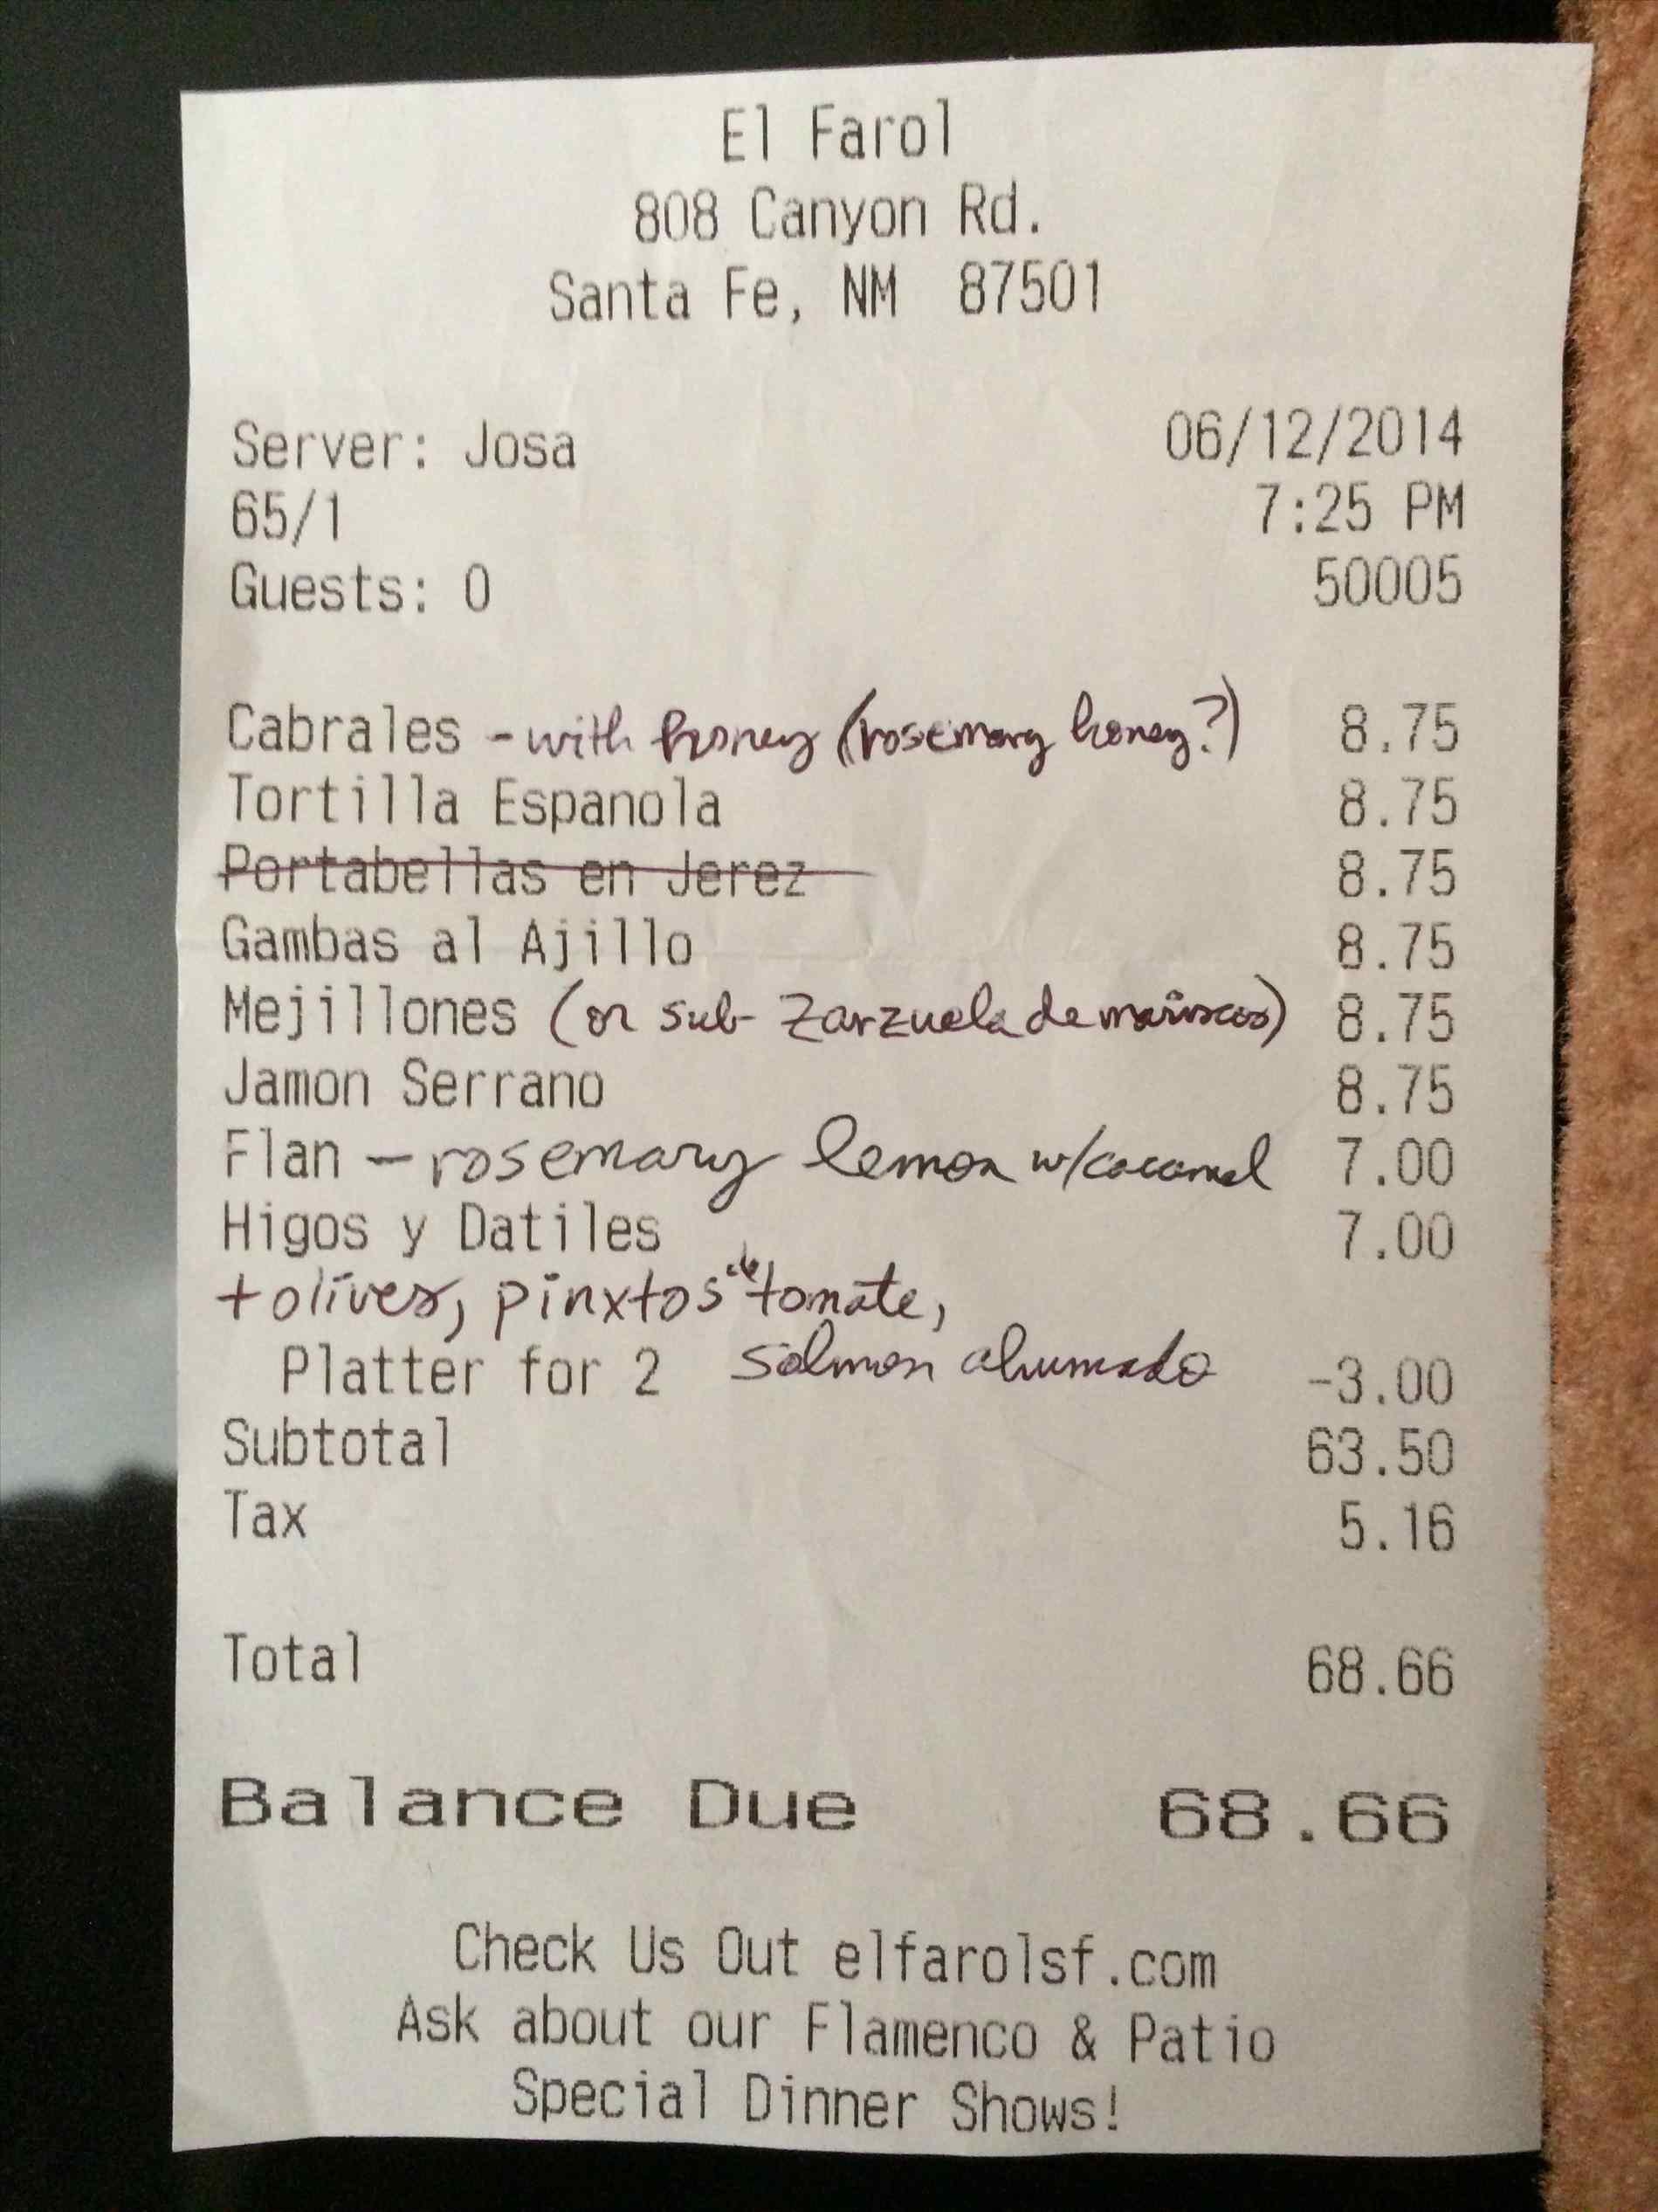 El Farol
808 Canyon Rd.
Santa Fe, NM 87501
Server: Josa 06/12/2014
65/1 7:25 PM
Guests: 0 50005
Cabrales - with honey (rosemary honey?) 8.75
Tortilla Espanola 8.75
Portabellas en Jerez 8.75
Gambas al Ajillo 8.75
Mejillones (or sub- Zarzuela de mariscos) 8.75
Jamon Serrano 8.75
Flan - rosemary lemon w/caramel 7.00
Higos y Datiles 7.00
+ olives, pinxtos de tomate,
Platter for 2 salmon ahumado -3.00
Subtotal 63.50
Tax 5.16
Total 68.66
Balance Due 68.66
Check Us Out elfarolsf.com
Ask about our Flamenco & Patio
Special Dinner Shows!